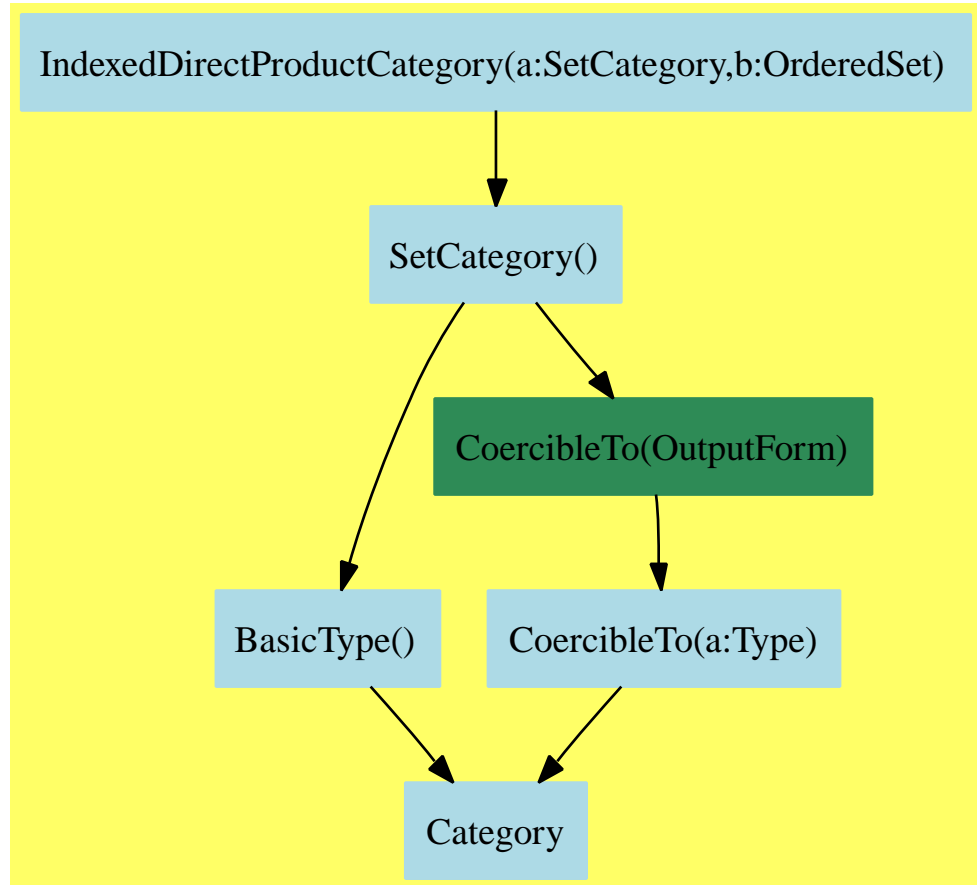 IndexedDirectProductCategory(a:SetCategory,b:OrderedSet)
SetCategory()
CoercibleTo(OutputForm)
BasicType()
CoercibleTo(a:Type)
Category